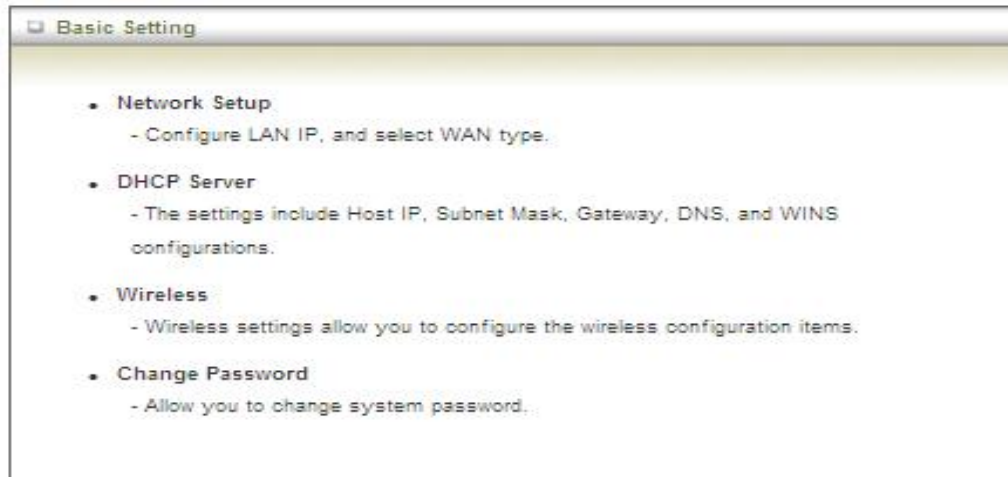 Basic Setting
• Network Setup
- Configure LAN IP, and select WAN type.
• DHCP Server
- The settings include Host IP, Subnet Mask, Gateway, DNS, and WINS
configurations.
• Wireless
- Wireless settings allow you to configure the wireless configuration items.
• Change Password
- Allow you to change system password.